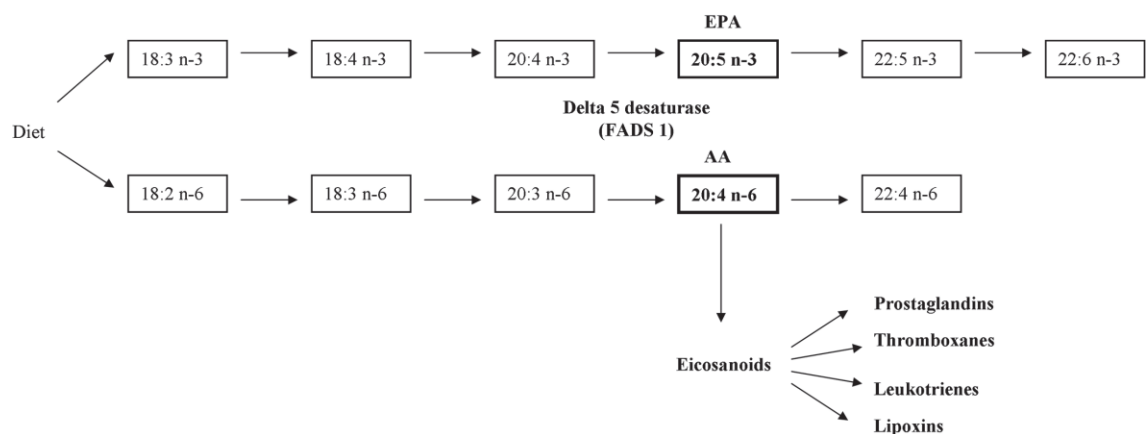 EPA
18:3 n-3
18:4 n-3
20:4 n-3
20:5 n-3
22:5 n-3
22:6 n-3
Delta 5 desaturase
(FADS 1)
Diet
AA
18:2 n-6
18:3 n-6
20:3 n-6
20:4 n-6
22:4 n-6
Prostaglandins
Thromboxanes
Eicosanoids
Leukotrienes
Lipoxins